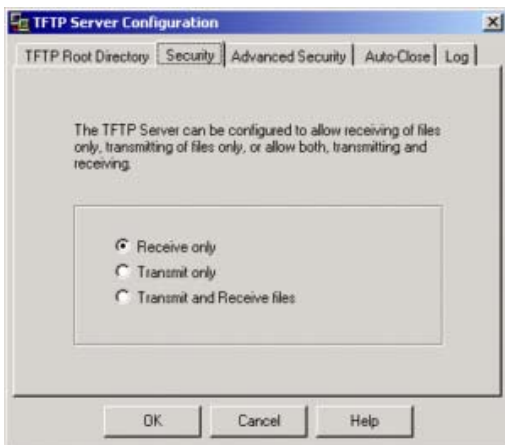 TFTP Server Configuration
TFTP Root Directory Security Advanced Security Auto-Close Log
The TFTP Server can be configured to allow receiving of files
only, transmitting of files only, or allow both, transmitting and
receiving.
Receive only
Transmit only
Transmit and Receive files
OK Cancel Help